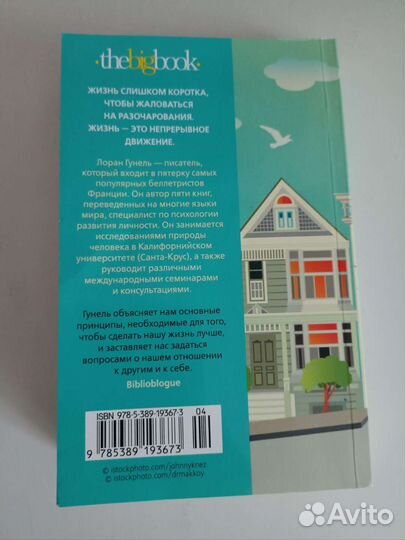 ·thebigbook·
ЖИЗНЬ СЛИШКОМ КОРОТКА,
ЧТОБЫ ЖАЛОВАТЬСЯ
НА РАЗОЧАРОВАНИЯ.
ЖИЗНЬ — ЭТО НЕПРЕРЫВНОЕ
ДВИЖЕНИЕ.
Лоран Гунель — писатель,
который входит в пятерку самых
популярных беллетристов
Франции. Он автор пяти книг,
переведенных на многие языки
мира, специалист по психологии
развития личности. Он занимается
исследованиями природы
человека в Калифорнийском
университете (Санта-Крус), а также
руководит различными
международными семинарами
и консультациями.
Гунель объясняет нам основные
принципы, необходимые для того,
чтобы сделать нашу жизнь лучше,
и заставляет нас задаться
вопросами о нашем отношении
к другим и к себе.
Biblioblogue
ISBN 978-5-389-19367-3
04
9 785389 193673
© istockphoto.com/johnnyknez
© istockphoto.com/drmakkoy
Avito